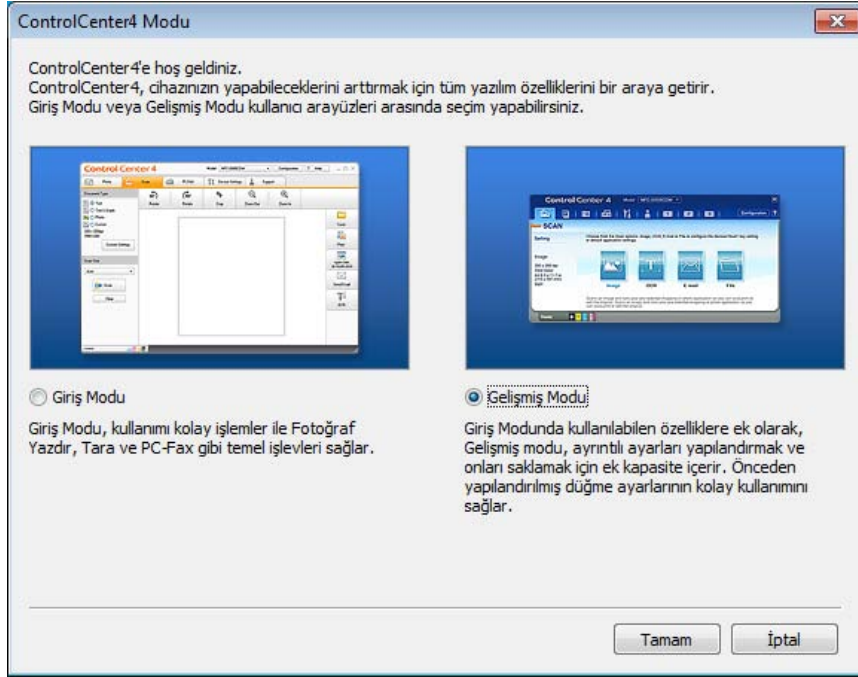 ControlCenter4 Modu
ControlCenter4'e hoş geldiniz.
ControlCenter4, cihazınızın yapabileceklerini arttırmak için tüm yazılım özelliklerini bir araya getirir.
Giriş Modu veya Gelişmiş Modu kullanıcı arayüzleri arasında seçim yapabilirsiniz.
Control Center 4
Control Center 4
SCAN
Giriş Modu
Giriş Modu, kullanımı kolay işlemler ile Fotoğraf
Yazdır, Tara ve PC-Fax gibi temel işlevleri sağlar.
Gelişmiş Modu
Giriş Modunda kullanılabilen özelliklere ek olarak,
Gelişmiş modu, ayrıntılı ayarları yapılandırmak ve
onları saklamak için ek kapasite içerir. Önceden
yapılandırılmış düğme ayarlarının kolay kullanımını
sağlar.
Tamam
İptal